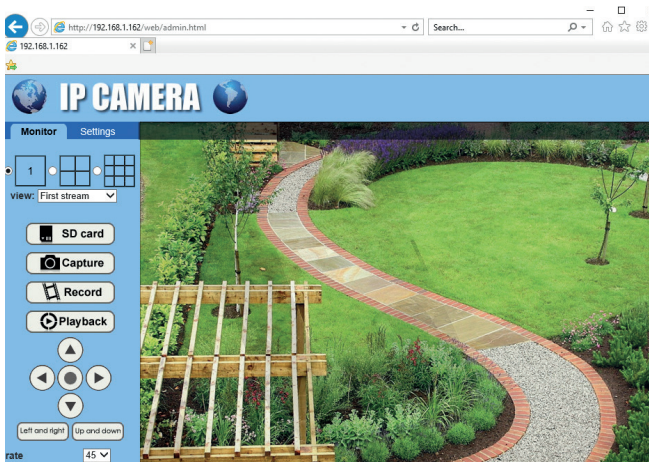 http://192.168.1.162/web/admin.html
Search...
192.168.1.162
IP CAMERA
Monitor Settings
1
view: First stream
SD card
Capture
Record
Playback
Left and right Up and down
rate 45